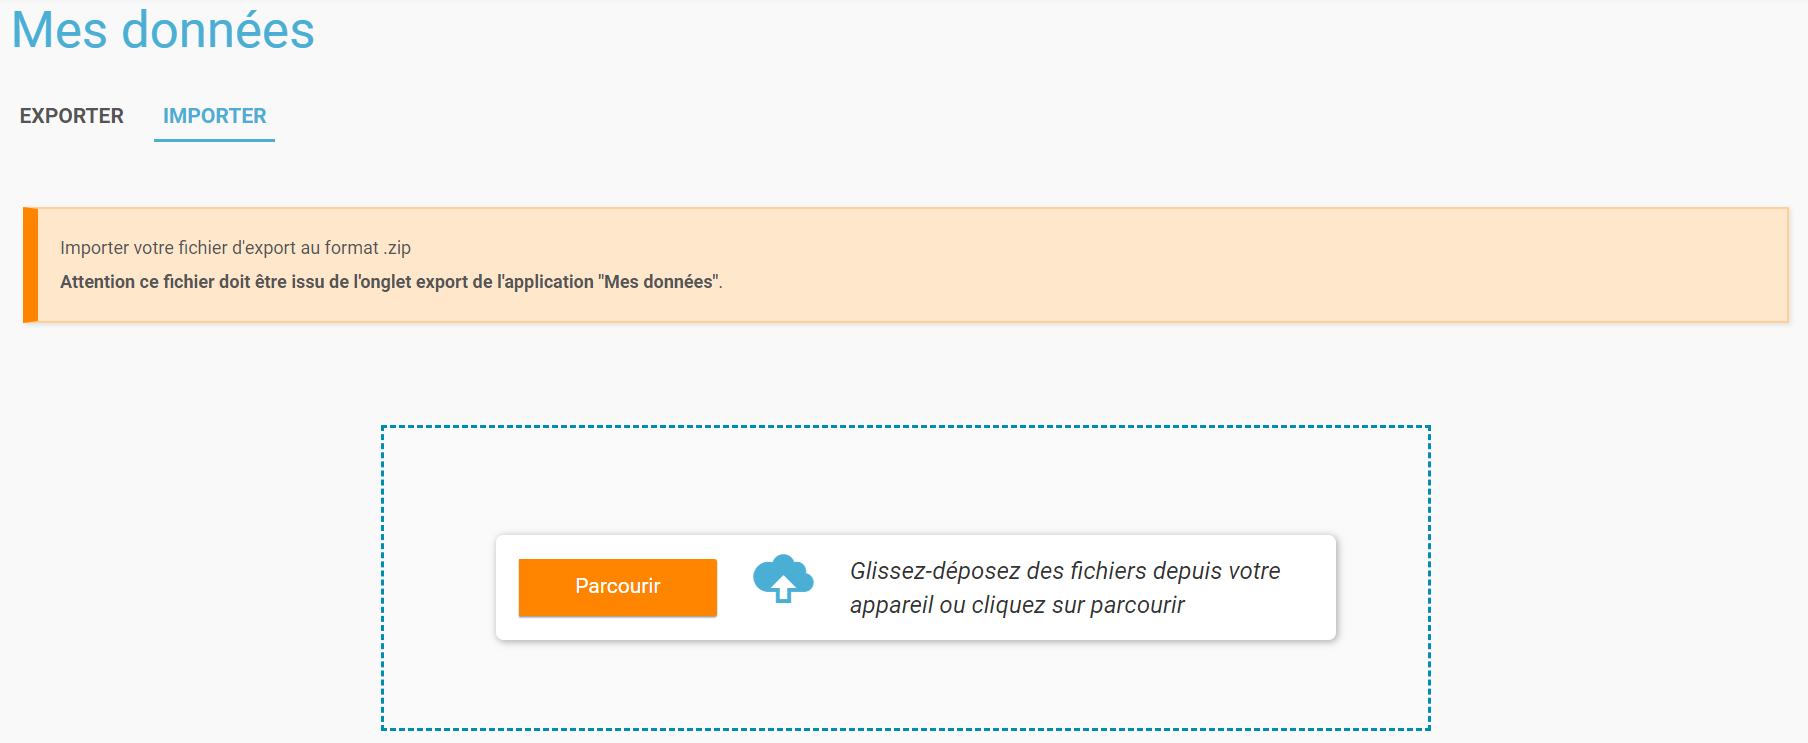 Mes données
EXPORTER
IMPORTER
Importer votre fichier d'export au format .zip
Attention ce fichier doit être issu de l'onglet export de l'application "Mes données".
Parcourir
Glissez-déposez des fichiers depuis votre
appareil ou cliquez sur parcourir